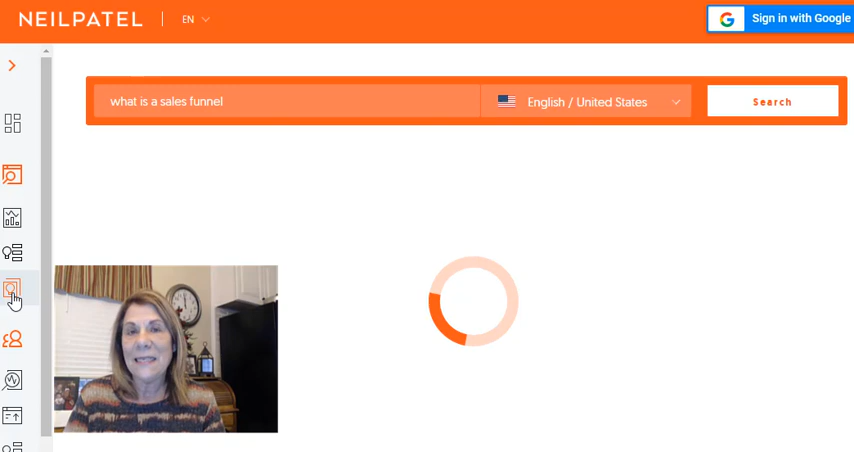 NEILPATEL
EN
Sign in with Google
what is a sales funnel
English / United States
Search